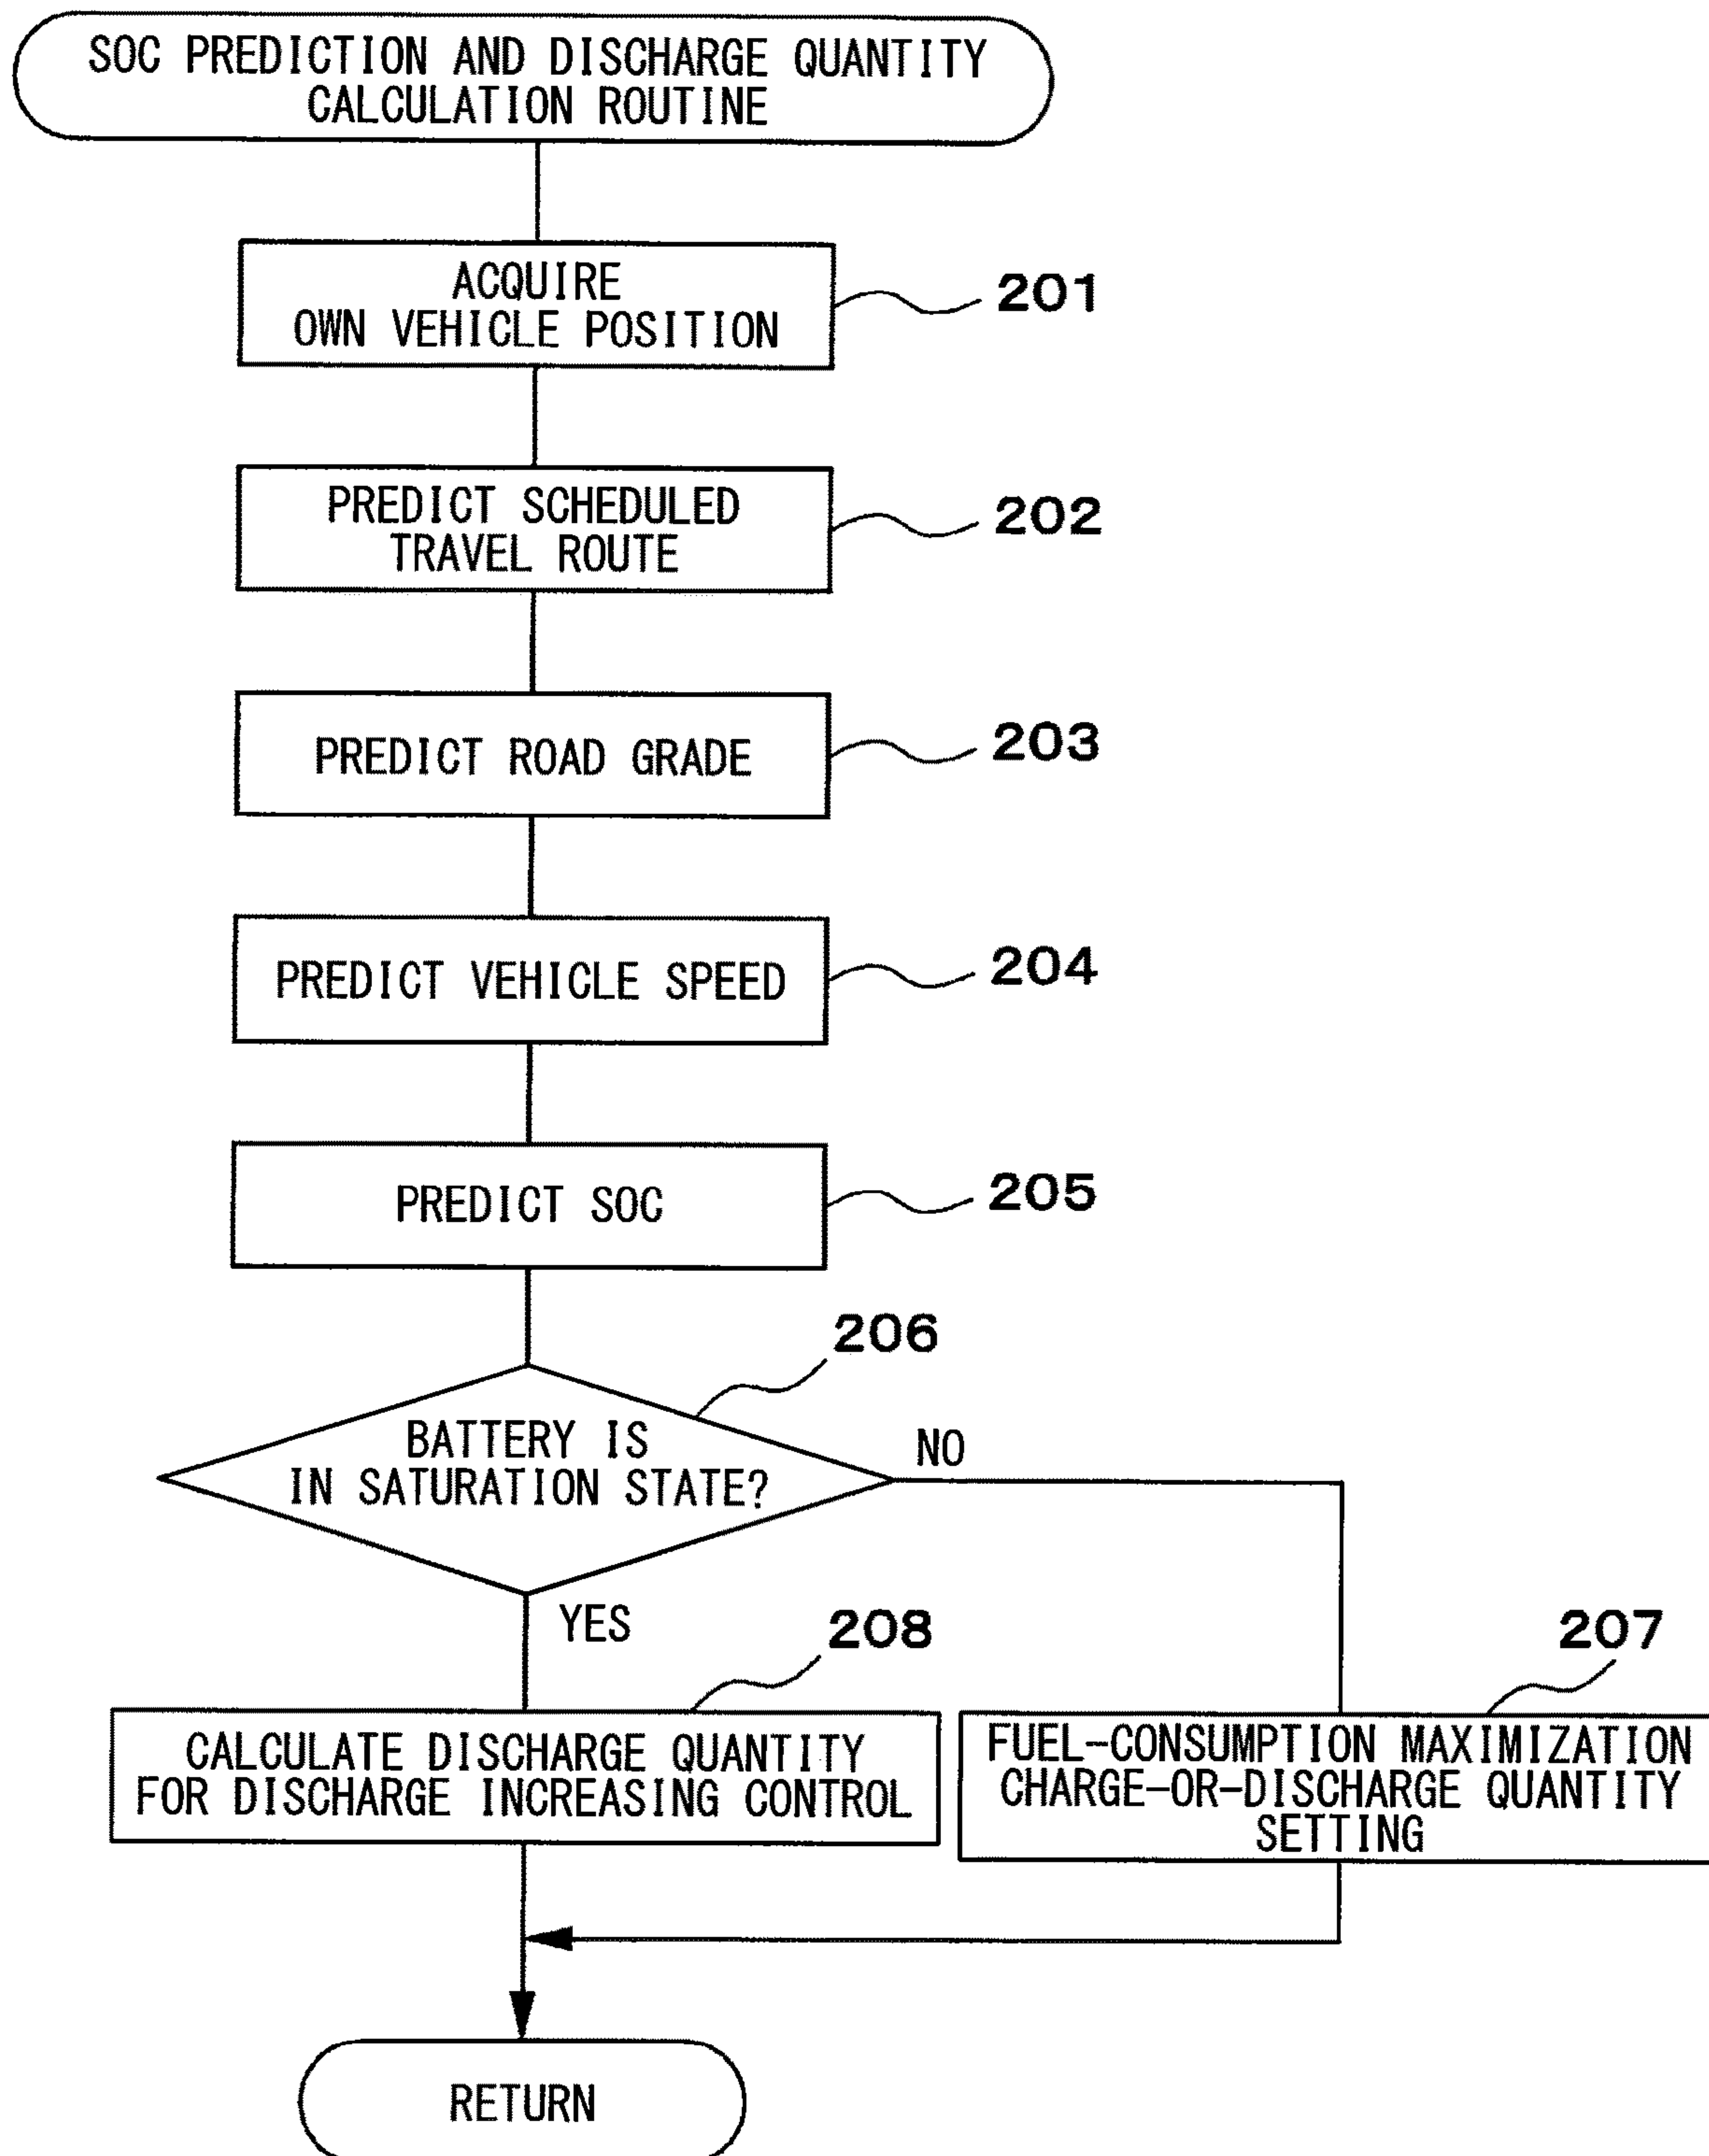 SOC PREDICTION AND DISCHARGE QUANTITY
CALCULATION ROUTINE
ACQUIRE
OWN VEHICLE POSITION
201
PREDICT SCHEDULED
TRAVEL ROUTE
202
PREDICT ROAD GRADE
203
PREDICT VEHICLE SPEED
204
PREDICT SOC
205
206
BATTERY IS
IN SATURATION STATE?
NO
YES
208
207
CALCULATE DISCHARGE QUANTITY
FOR DISCHARGE INCREASING CONTROL
FUEL-CONSUMPTION MAXIMIZATION
CHARGE-OR-DISCHARGE QUANTITY
SETTING
RETURN